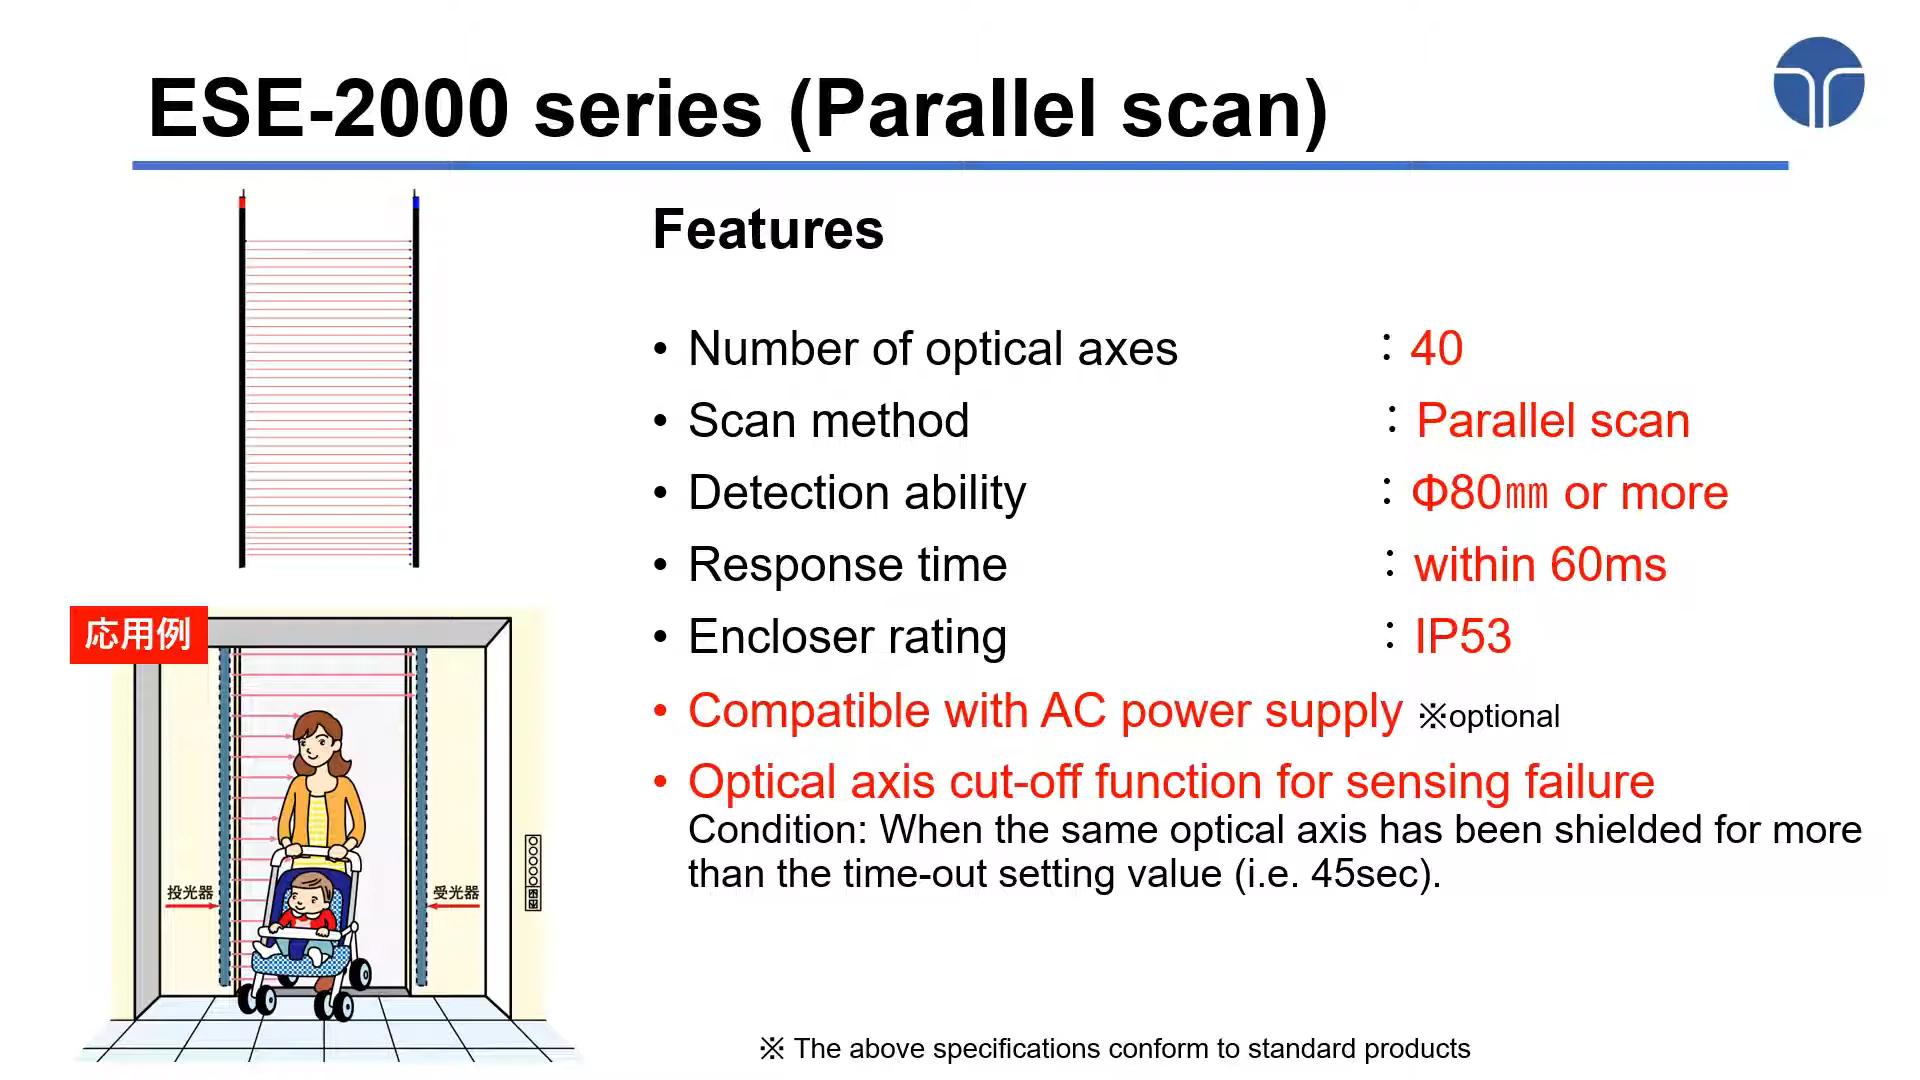 ESE-2000 series (Parallel scan)
Features
• Number of optical axes : 40
• Scan method : Parallel scan
• Detection ability : Φ80㎜ or more
• Response time : within 60ms
• Encloser rating : IP53
• Compatible with AC power supply ※optional
• Optical axis cut-off function for sensing failure
Condition: When the same optical axis has been shielded for more
than the time-out setting value (i.e. 45sec).
応用例
投光器
受光器
※ The above specifications conform to standard products